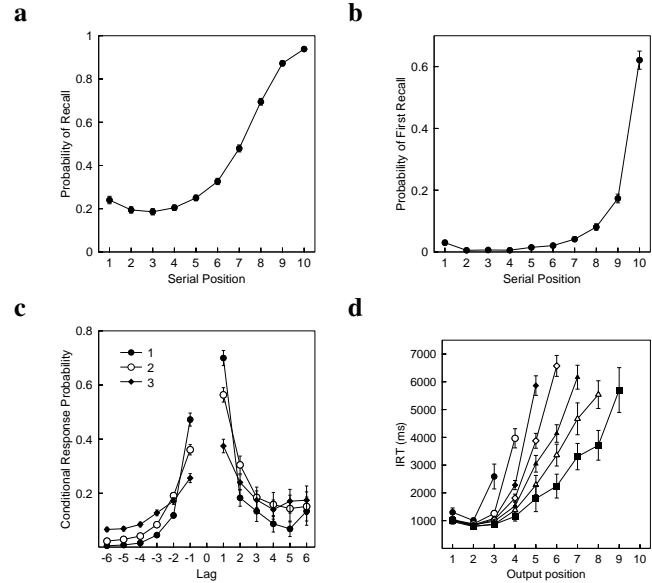 a
1
0.8
0.6
0.4
0.2
0
Probability of Recall
1 2 3 4 5 6 7 8 9 10
Serial Position
b
0.6
0.4
0.2
0
Probability of First Recall
1 2 3 4 5 6 7 8 9 10
Serial Position
c
0.8
0.6
0.4
0.2
Conditional Response Probability
1
2
3
-6 -5 -4 -3 -2 -1 0 1 2 3 4 5 6
Lag
d
7000
6000
5000
4000
3000
2000
1000
IRT (ms)
1 2 3 4 5 6 7 8 9 10
Output position